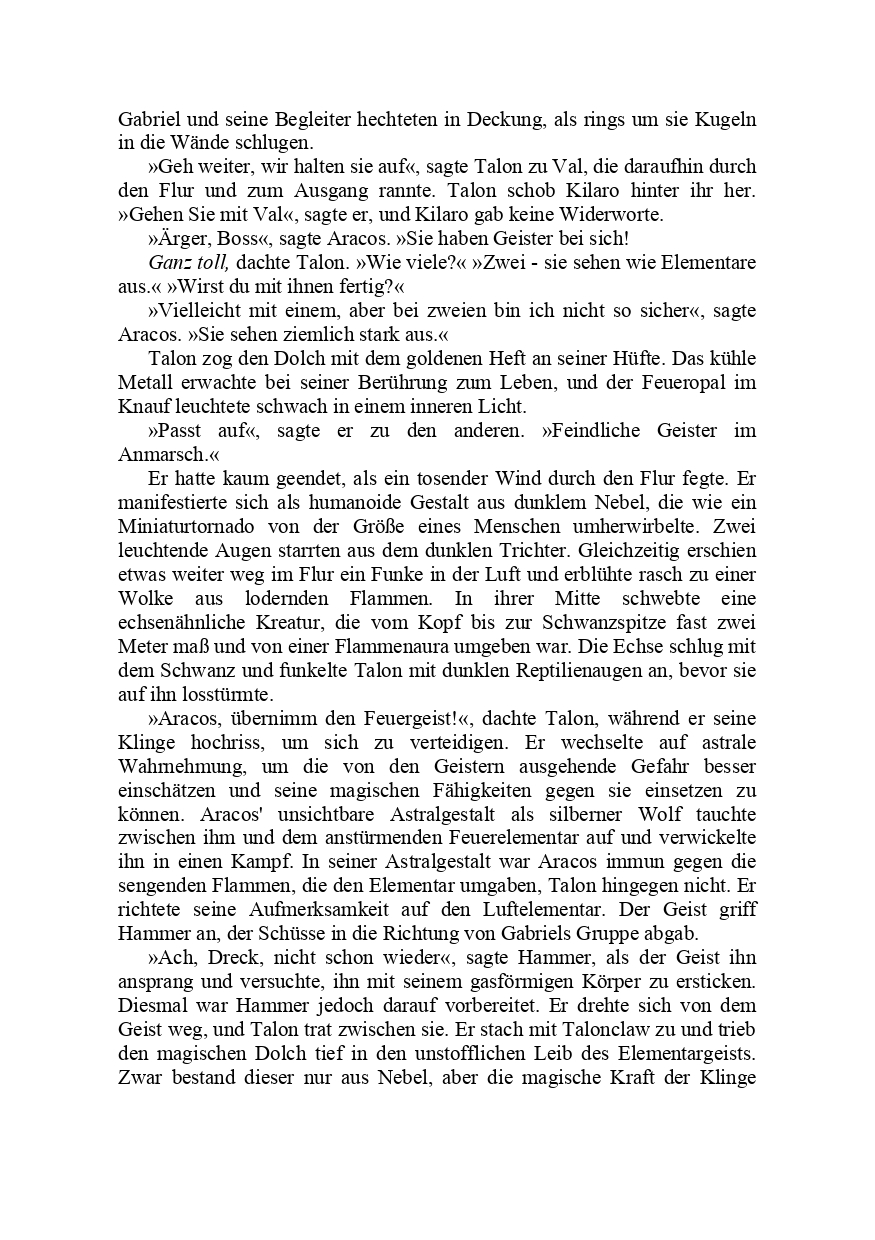 Gabriel und seine Begleiter hechteten in Deckung, als rings um sie Kugeln
in die Wände schlugen.
»Geh weiter, wir halten sie auf«, sagte Talon zu Val, die daraufhin durch
den Flur und zum Ausgang rannte. Talon schob Kilaro hinter ihr her.
»Gehen Sie mit Val«, sagte er, und Kilaro gab keine Widerworte.
»Ärger, Boss«, sagte Aracos. »Sie haben Geister bei sich!
Ganz toll, dachte Talon. »Wie viele?« »Zwei - sie sehen wie Elementare
aus.« »Wirst du mit ihnen fertig?«
»Vielleicht mit einem, aber bei zweien bin ich nicht so sicher«, sagte
Aracos. »Sie sehen ziemlich stark aus.«
Talon zog den Dolch mit dem goldenen Heft an seiner Hüfte. Das kühle
Metall erwachte bei seiner Berührung zum Leben, und der Feueropal im
Knauf leuchtete schwach in einem inneren Licht.
»Passt auf«, sagte er zu den anderen. »Feindliche Geister im
Anmarsch.«
Er hatte kaum geendet, als ein tosender Wind durch den Flur fegte. Er
manifestierte sich als humanoide Gestalt aus dunklem Nebel, die wie ein
Miniaturtornado von der Größe eines Menschen umherwirbelte. Zwei
leuchtende Augen starrten aus dem dunklen Trichter. Gleichzeitig erschien
etwas weiter weg im Flur ein Funke in der Luft und erblühte rasch zu einer
Wolke aus lodernden Flammen. In ihrer Mitte schwebte eine
echsenähnliche Kreatur, die vom Kopf bis zur Schwanzspitze fast zwei
Meter maß und von einer Flammenaura umgeben war. Die Echse schlug mit
dem Schwanz und funkelte Talon mit dunklen Reptilienaugen an, bevor sie
auf ihn losstürmte.
»Aracos, übernimm den Feuergeist!«, dachte Talon, während er seine
Klinge hochriss, um sich zu verteidigen. Er wechselte auf astrale
Wahrnehmung, um die von den Geistern ausgehende Gefahr besser
einschätzen und seine magischen Fähigkeiten gegen sie einsetzen zu
können. Aracos' unsichtbare Astralgestalt als silberner Wolf tauchte
zwischen ihm und dem anstürmenden Feuerelementar auf und verwickelte
ihn in einen Kampf. In seiner Astralgestalt war Aracos immun gegen die
sengenden Flammen, die den Elementar umgaben, Talon hingegen nicht. Er
richtete seine Aufmerksamkeit auf den Luftelementar. Der Geist griff
Hammer an, der Schüsse in die Richtung von Gabriels Gruppe abgab.
»Ach, Dreck, nicht schon wieder«, sagte Hammer, als der Geist ihn
ansprang und versuchte, ihn mit seinem gasförmigen Körper zu ersticken.
Diesmal war Hammer jedoch darauf vorbereitet. Er drehte sich von dem
Geist weg, und Talon trat zwischen sie. Er stach mit Talonclaw zu und trieb
den magischen Dolch tief in den unstofflichen Leib des Elementargeists.
Zwar bestand dieser nur aus Nebel, aber die magische Kraft der Klinge